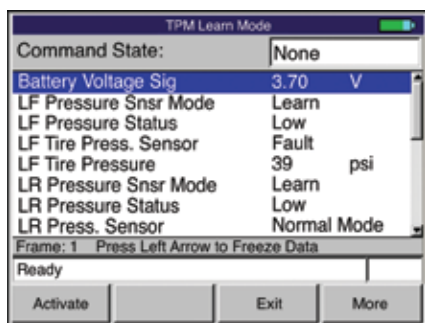 TPM Learn Mode
Command State: None
Battery Voltage Sig 3.70 V
LF Pressure Snsr Mode Learn
LF Pressure Status Low
LF Tire Press. Sensor Fault
LF Tire Pressure 39 psi
LR Pressure Snsr Mode Learn
LR Pressure Status Low
LR Press. Sensor Normal Mode
Frame: 1 Press Left Arrow to Freeze Data
Ready
Activate Exit More